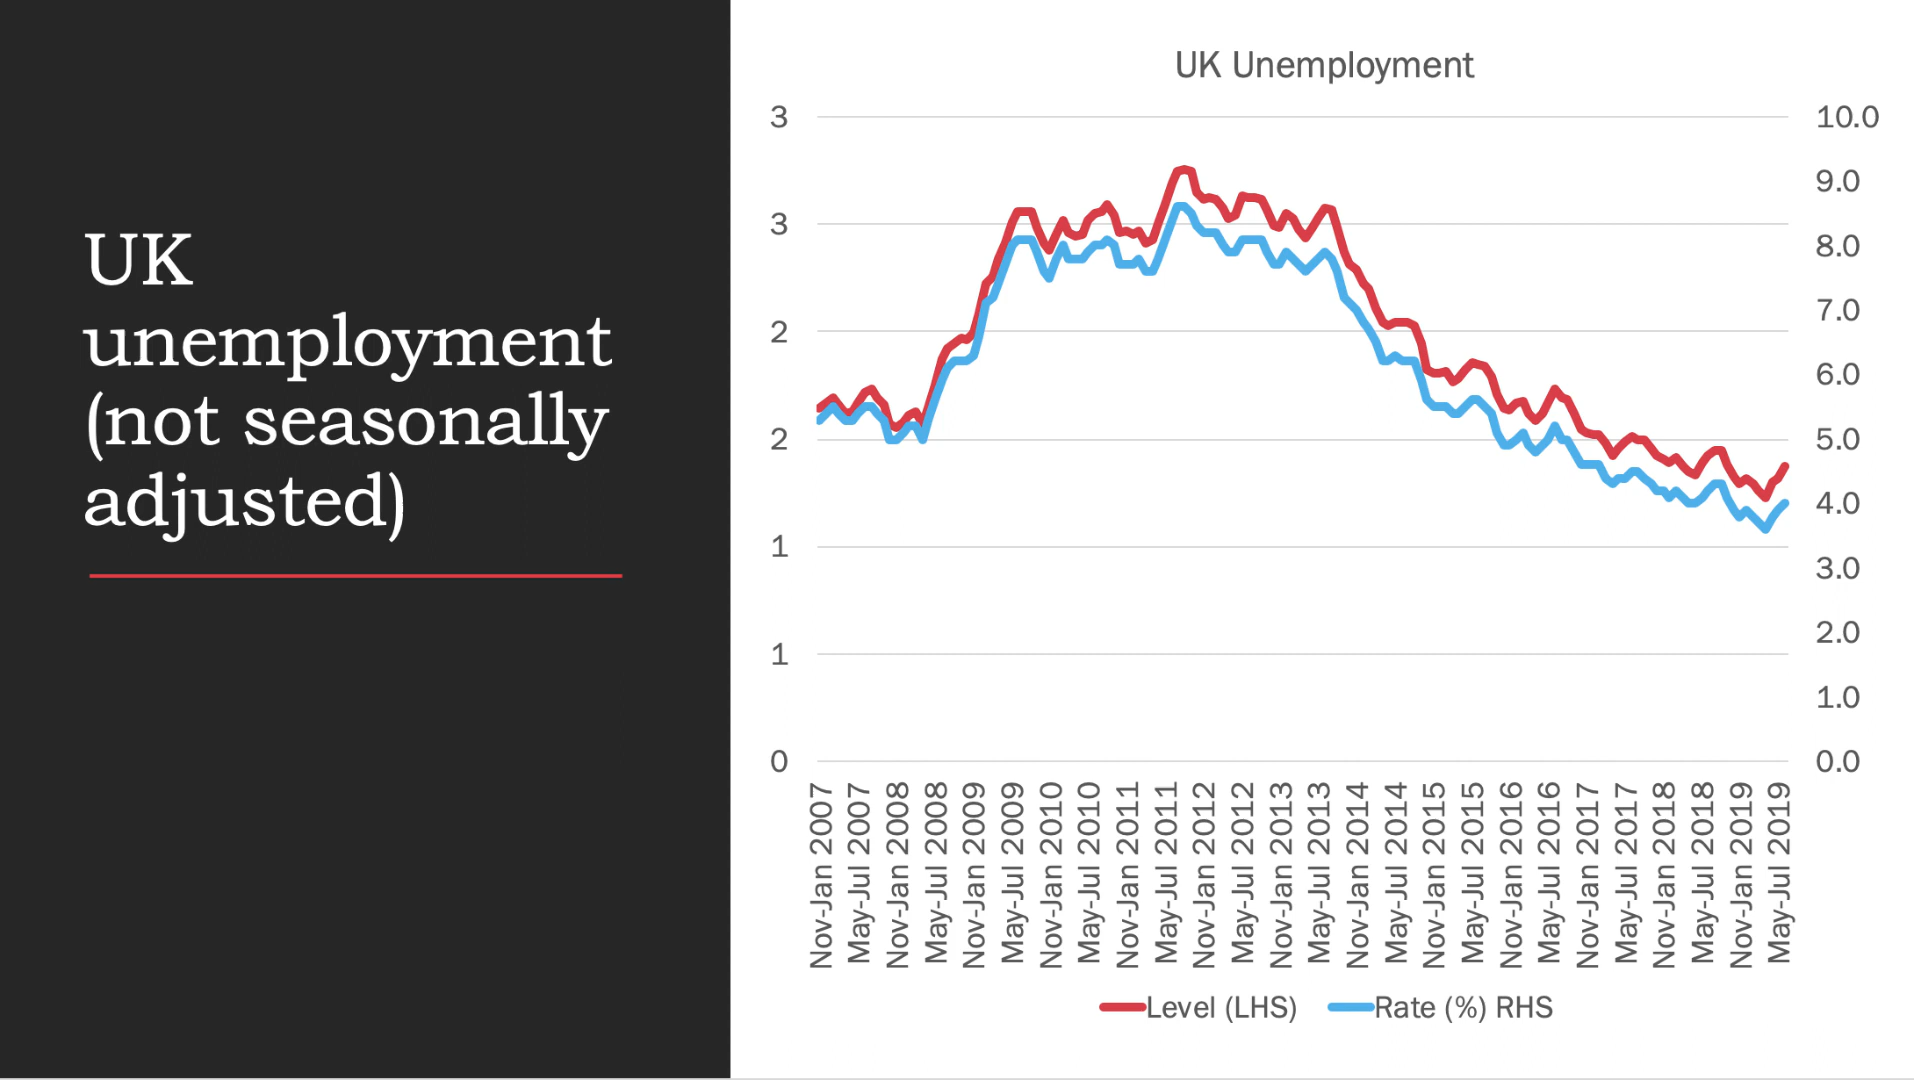 UK
unemployment
(not seasonally
adjusted)
UK Unemployment
3
3
2
2
1
1
0
10.0
9.0
8.0
7.0
6.0
5.0
4.0
3.0
2.0
1.0
0.0
Nov-Jan 2007
May-Jul 2007
Nov-Jan 2008
May-Jul 2008
Nov-Jan 2009
May-Jul 2009
Nov-Jan 2010
May-Jul 2010
Nov-Jan 2011
May-Jul 2011
Nov-Jan 2012
May-Jul 2012
Nov-Jan 2013
May-Jul 2013
Nov-Jan 2014
May-Jul 2014
Nov-Jan 2015
May-Jul 2015
Nov-Jan 2016
May-Jul 2016
Nov-Jan 2017
May-Jul 2017
Nov-Jan 2018
May-Jul 2018
Nov-Jan 2019
May-Jul 2019
Level (LHS)
Rate (%) RHS